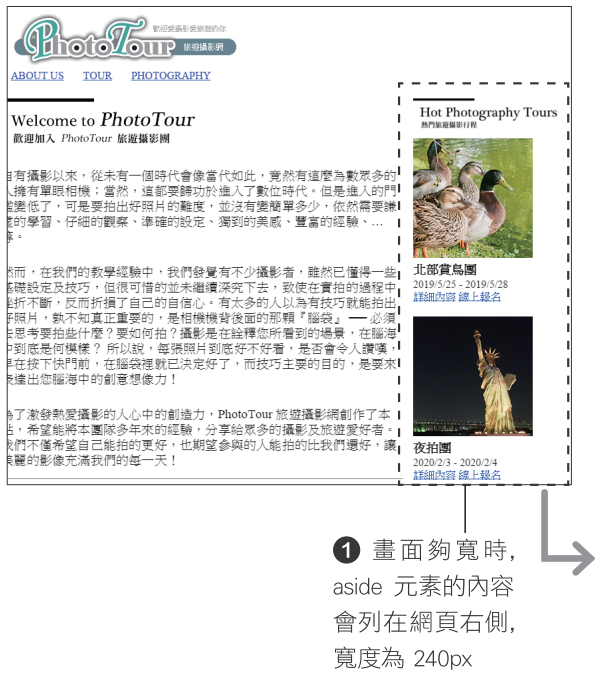 歡迎愛攝影愛旅遊的你
PhotoTour 旅遊攝影網
ABOUT US TOUR PHOTOGRAPHY
Welcome to PhotoTour
歡迎加入 PhotoTour 旅遊攝影團
自有攝影以來，從未有一個時代會像當代如此，竟然有這麼為數眾多的
人擁有單眼相機；當然，這都要歸功於進入了數位時代。但是進入的門
檻變低了，可是要拍出好照片的難度，並沒有變簡單多少，依然需要謙
虛的學習、仔細的觀察、準確的設定、獨到的美感、豐富的經驗、…
等。
然而，在我們的教學經驗中，我們發覺有不少攝影者，雖然已懂得一些
基礎設定及技巧，但很可惜的並未繼續深究下去，致使在實拍的過程中
挫折不斷，反而折損了自己的自信心。有太多的人以為有技巧就能拍出
好照片，孰不知真正重要的，是相機機背後面的那顆『腦袋』 ── 必須
去思考要拍些什麼？要如何拍？攝影是在詮釋您所看到的場景，在腦海
中到底是何模樣？ 所以說，每張照片到底好不好看，是否會令人讚嘆，
早在按下快門前，在腦袋裡就已決定好了，而技巧主要的目的，是要來
表達出您腦海中的創意想像力！
為了激發熱愛攝影的人心中的創造力，PhotoTour 旅遊攝影網創作了本
站，希望能將本團隊多年來的經驗，分享給眾多的攝影及旅遊愛好者。
我們不僅希望自己能拍的更好，也期望參與的人能拍的比我們還好，讓
美麗的影像充滿我們的每一天！
Hot Photography Tours
熱門旅遊攝影行程
北部賞鳥團
2019/5/25 - 2019/5/28
詳細內容 線上報名
夜拍團
2020/2/3 - 2020/2/4
詳細內容 線上報名
❶ 畫面夠寬時,
aside 元素的內容
會列在網頁右側,
寬度為 240px